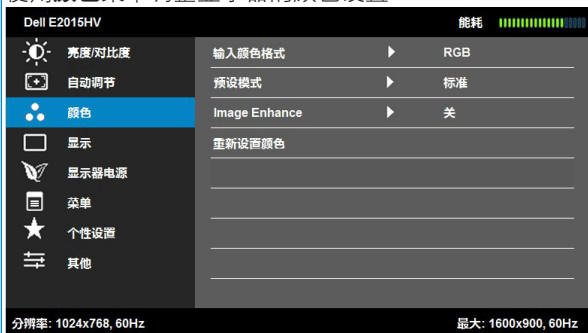 Dell E2015HV 能耗
亮度/对比度 输入颜色格式 RGB
自动调节 预设模式 标准
颜色 Image Enhance 关
显示 重新设置颜色
显示器电源
菜单
个性设置
其他
分辨率: 1024x768, 60Hz 最大: 1600x900, 60Hz